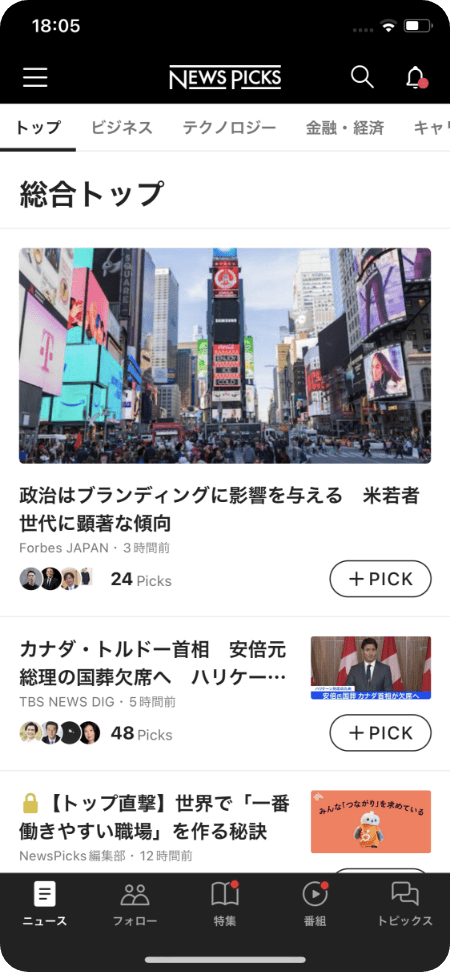 18:05
NEWSPICKS
トップ ビジネス テクノロジー 金融・経済 キャリ
総合トップ
政治はブランディングに影響を与える 米若者
世代に顕著な傾向
Forbes JAPAN・3時間前
24 Picks
+PICK
カナダ・トルドー首相 安倍元
総理の国葬欠席へ ハリケー…
安倍氏国葬 カナダ首相が欠席へ
TBS NEWS DIG・5時間前
48 Picks
+PICK
【トップ直撃】世界で「一番
働きやすい職場」を作る秘訣
みんな「つながり」を求めている
NewsPicks編集部・12時間前
ニュース フォロー 特集 番組 トピックス